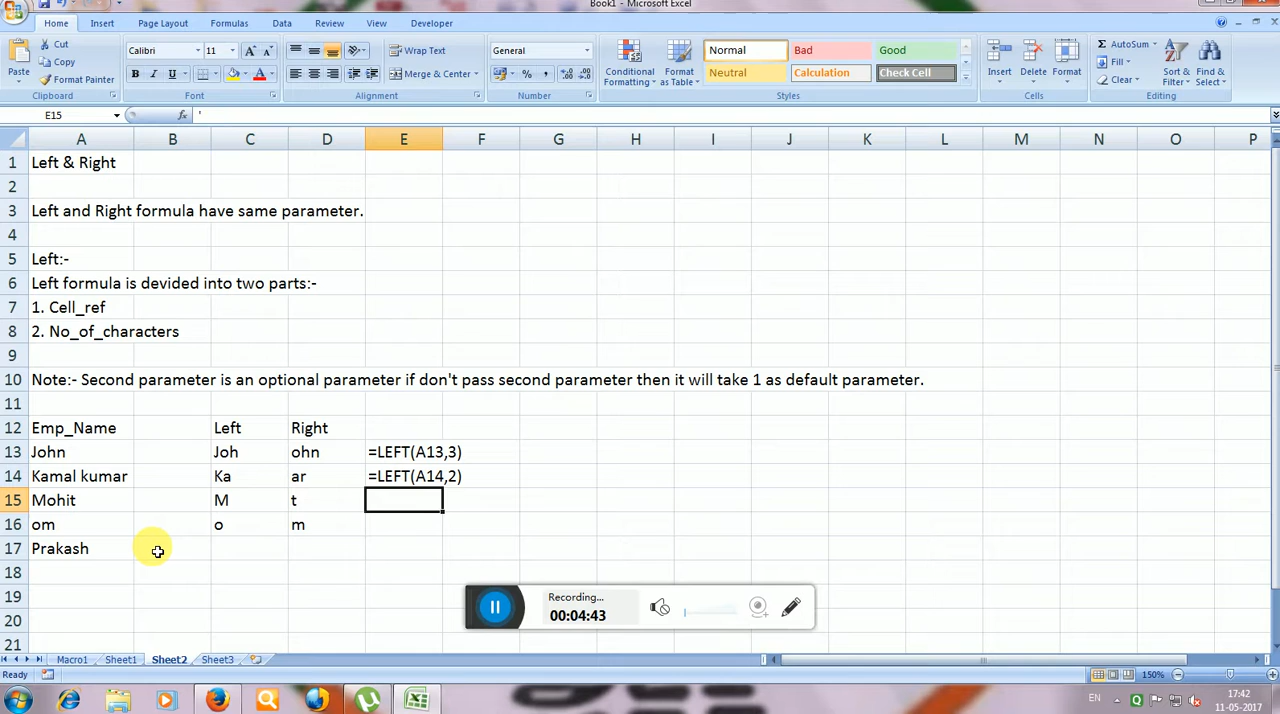 Book1 - Microsoft Excel
Home Insert Page Layout Formulas Data Review View Developer
Cut
Copy
Format Painter
Paste
Clipboard
Calibri 11
B I U
Font
Wrap Text
Merge & Center
Alignment
General
%
Number
Conditional Formatting
Format as Table
Normal Bad Good
Neutral Calculation Check Cell
Styles
Insert Delete Format
Cells
AutoSum
Fill
Clear
Sort & Filter
Find & Select
Editing
E15 fx '
A B C D E F G H I J K L M N O P
1 Left & Right
2
3 Left and Right formula have same parameter.
4
5 Left:-
6 Left formula is devided into two parts:-
7 1. Cell_ref
8 2. No_of_characters
9
10 Note:- Second parameter is an optional parameter if don't pass second parameter then it will take 1 as default parameter.
11
12 Emp_Name Left Right
13 John Joh ohn =LEFT(A13,3)
14 Kamal kumar Ka ar =LEFT(A14,2)
15 Mohit M t
16 om o m
17 Prakash
18
19
20
21
Recording...
00:04:43
Macro1 Sheet1 Sheet2 Sheet3
Ready 150%
EN 17:42
11-05-2017